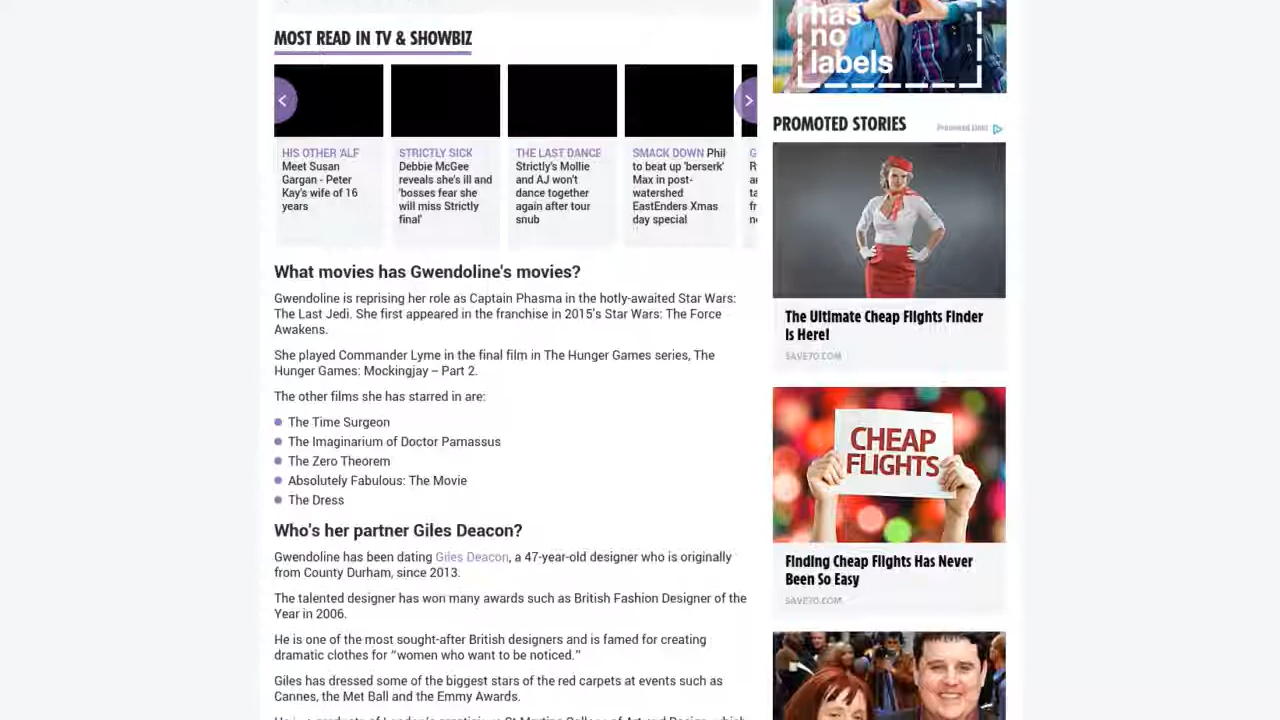 has
no
labels
MOST READ IN TV & SHOWBIZ
HIS OTHER 'ALF
Meet Susan
Gargan - Peter
Kay's wife of 16
years
STRICTLY SICK
Debbie McGee
reveals she's ill and
'bosses fear she
will miss Strictly
final'
THE LAST DANCE
Strictly's Mollie
and AJ won't
dance together
again after tour
snub
SMACK DOWN Phil
to beat up 'berserk'
Max in post-
watershed
EastEnders Xmas
day special
What movies has Gwendoline's movies?
Gwendoline is reprising her role as Captain Phasma in the hotly-awaited Star Wars:
The Last Jedi. She first appeared in the franchise in 2015's Star Wars: The Force
Awakens.
She played Commander Lyme in the final film in The Hunger Games series, The
Hunger Games: Mockingjay – Part 2.
The other films she has starred in are:
The Time Surgeon
The Imaginarium of Doctor Parnassus
The Zero Theorem
Absolutely Fabulous: The Movie
The Dress
Who's her partner Giles Deacon?
Gwendoline has been dating Giles Deacon, a 47-year-old designer who is originally
from County Durham, since 2013.
The talented designer has won many awards such as British Fashion Designer of the
Year in 2006.
He is one of the most sought-after British designers and is famed for creating
dramatic clothes for “women who want to be noticed.”
Giles has dressed some of the biggest stars of the red carpets at events such as
Cannes, the Met Ball and the Emmy Awards.
PROMOTED STORIES
Promoted Links
The Ultimate Cheap Flights Finder
Is Here!
SAVE70.COM
CHEAP
FLIGHTS
Finding Cheap Flights Has Never
Been So Easy
SAVE70.COM